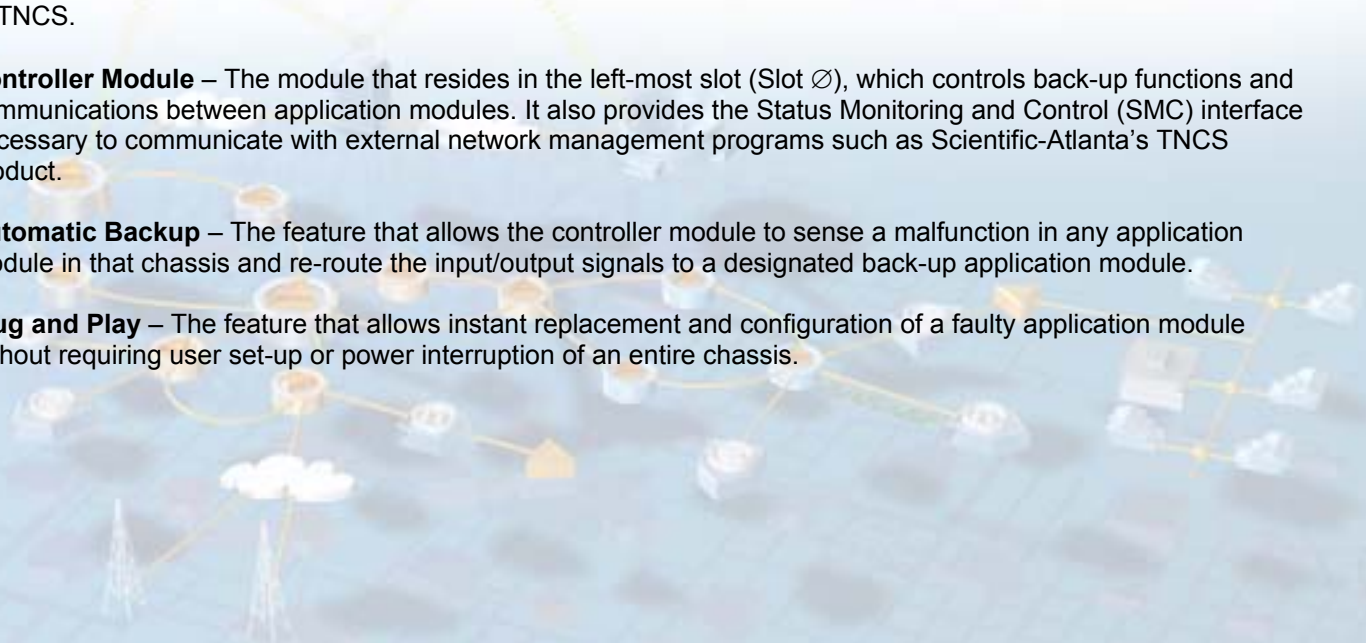 TNCS.
ontroller Module – The module that resides in the left-most slot (Slot ∅), which controls back-up functions and
mmunications between application modules. It also provides the Status Monitoring and Control (SMC) interface
cessary to communicate with external network management programs such as Scientific-Atlanta’s TNCS
oduct.
utomatic Backup – The feature that allows the controller module to sense a malfunction in any application
odule in that chassis and re-route the input/output signals to a designated back-up application module.
ug and Play – The feature that allows instant replacement and configuration of a faulty application module
thout requiring user set-up or power interruption of an entire chassis.